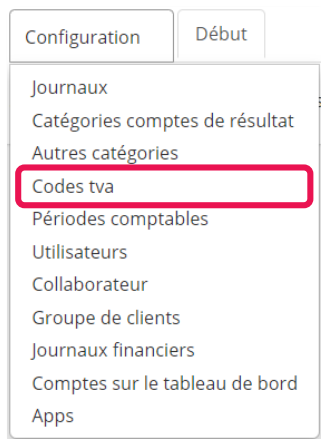 Configuration Début
Journaux
Catégories comptes de résultat
Autres catégories
Codes tva
Périodes comptables
Utilisateurs
Collaborateur
Groupe de clients
Journaux financiers
Comptes sur le tableau de bord
Apps